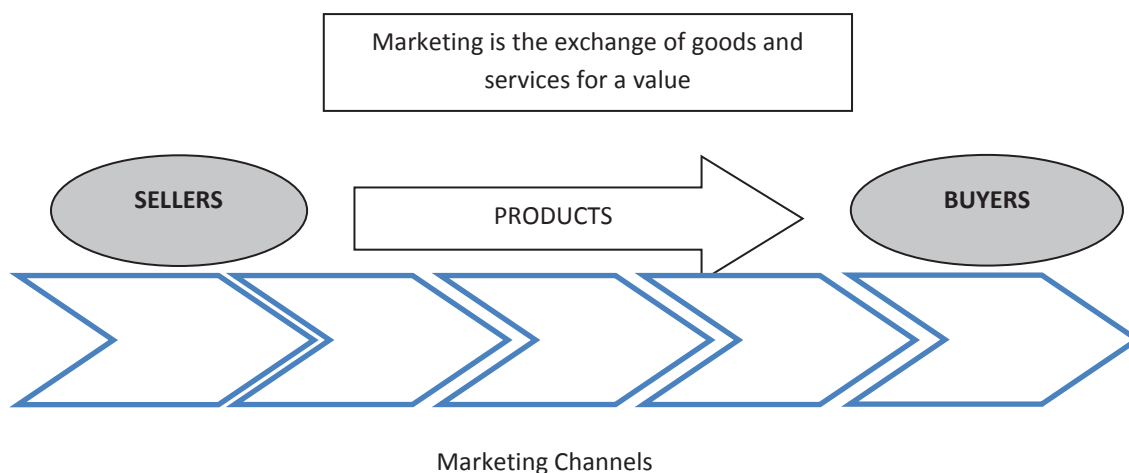 Marketing is the exchange of goods and
services for a value
SELLERS
PRODUCTS
BUYERS
Marketing Channels